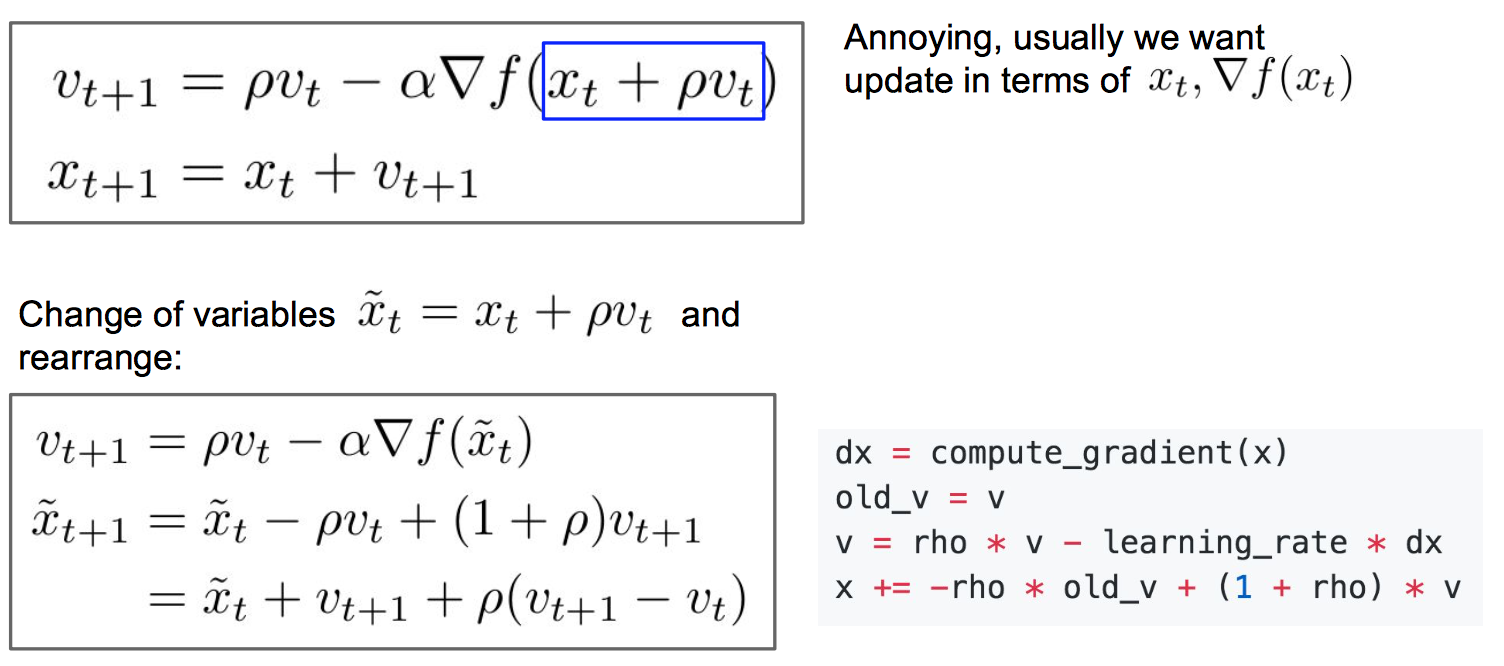 v_{t+1} = ρv_t − α∇f(x_t + ρv_t)
x_{t+1} = x_t + v_{t+1}
Annoying, usually we want
update in terms of x_t, ∇f(x_t)
Change of variables x̃_t = x_t + ρv_t and
rearrange:
v_{t+1} = ρv_t − α∇f(x̃_t)
x̃_{t+1} = x̃_t − ρv_t + (1 + ρ)v_{t+1}
= x̃_t + v_{t+1} + ρ(v_{t+1} − v_t)
dx = compute_gradient(x)
old_v = v
v = rho * v - learning_rate * dx
x += -rho * old_v + (1 + rho) * v